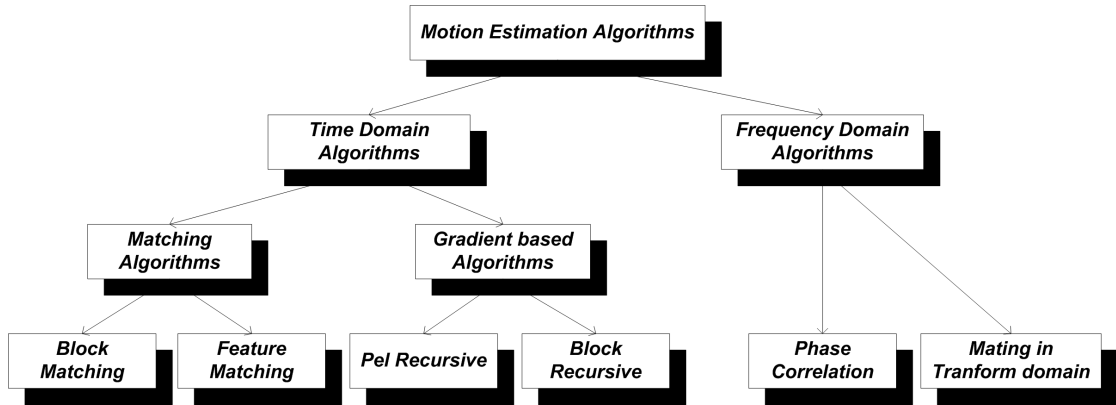 Motion Estimation Algorithms
Time Domain
Algorithms
Frequency Domain
Algorithms
Matching
Algorithms
Gradient based
Algorithms
Block
Matching
Feature
Matching
Pel Recursive
Block
Recursive
Phase
Correlation
Mating in
Tranform domain